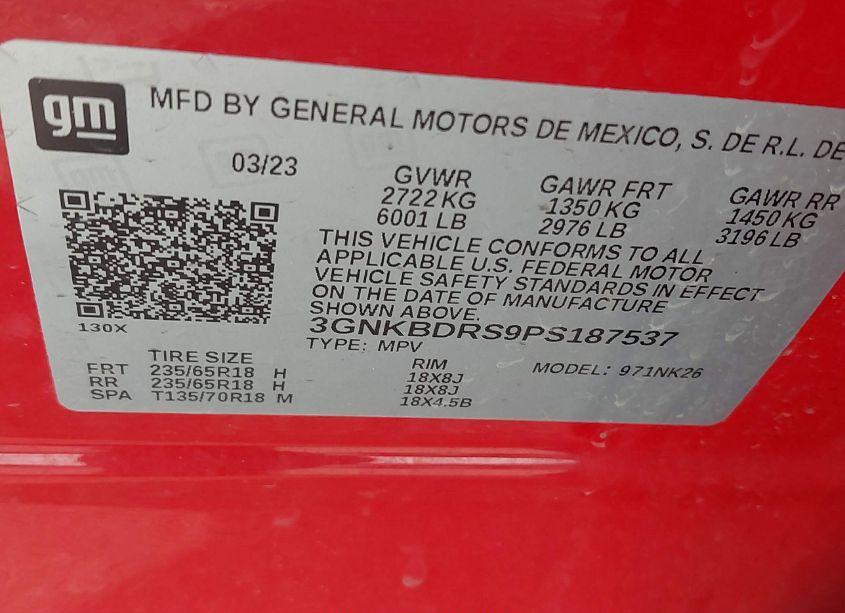 gm
MFD BY GENERAL MOTORS DE MEXICO, S. DE R.L. DE
03/23
GVWR
2722 KG
6001 LB
GAWR FRT
1350 KG
2976 LB
GAWR RR
1450 KG
3196 LB
THIS VEHICLE CONFORMS TO ALL
APPLICABLE U.S. FEDERAL MOTOR
VEHICLE SAFETY STANDARDS IN EFFECT
ON THE DATE OF MANUFACTURE
SHOWN ABOVE.
3GNKBDRS9PS187537
TYPE: MPV
130X
TIRE SIZE
FRT 235/65R18 H
RR 235/65R18 H
SPA T135/70R18 M
RIM
18X8J
18X8J
18X4.5B
MODEL: 971NK26